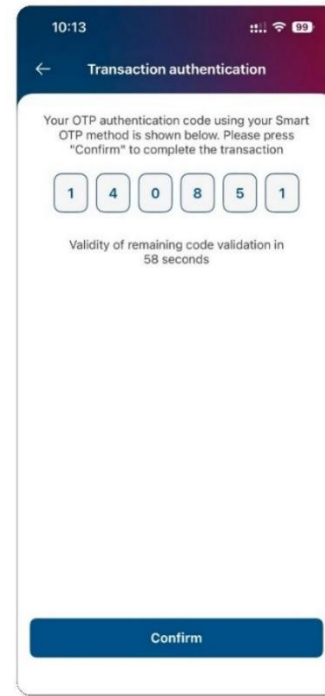 10:13
99
Transaction authentication
Your OTP authentication code using your Smart
OTP method is shown below. Please press
"Confirm" to complete the transaction
1 4 0 8 5 1
Validity of remaining code validation in
58 seconds
Confirm